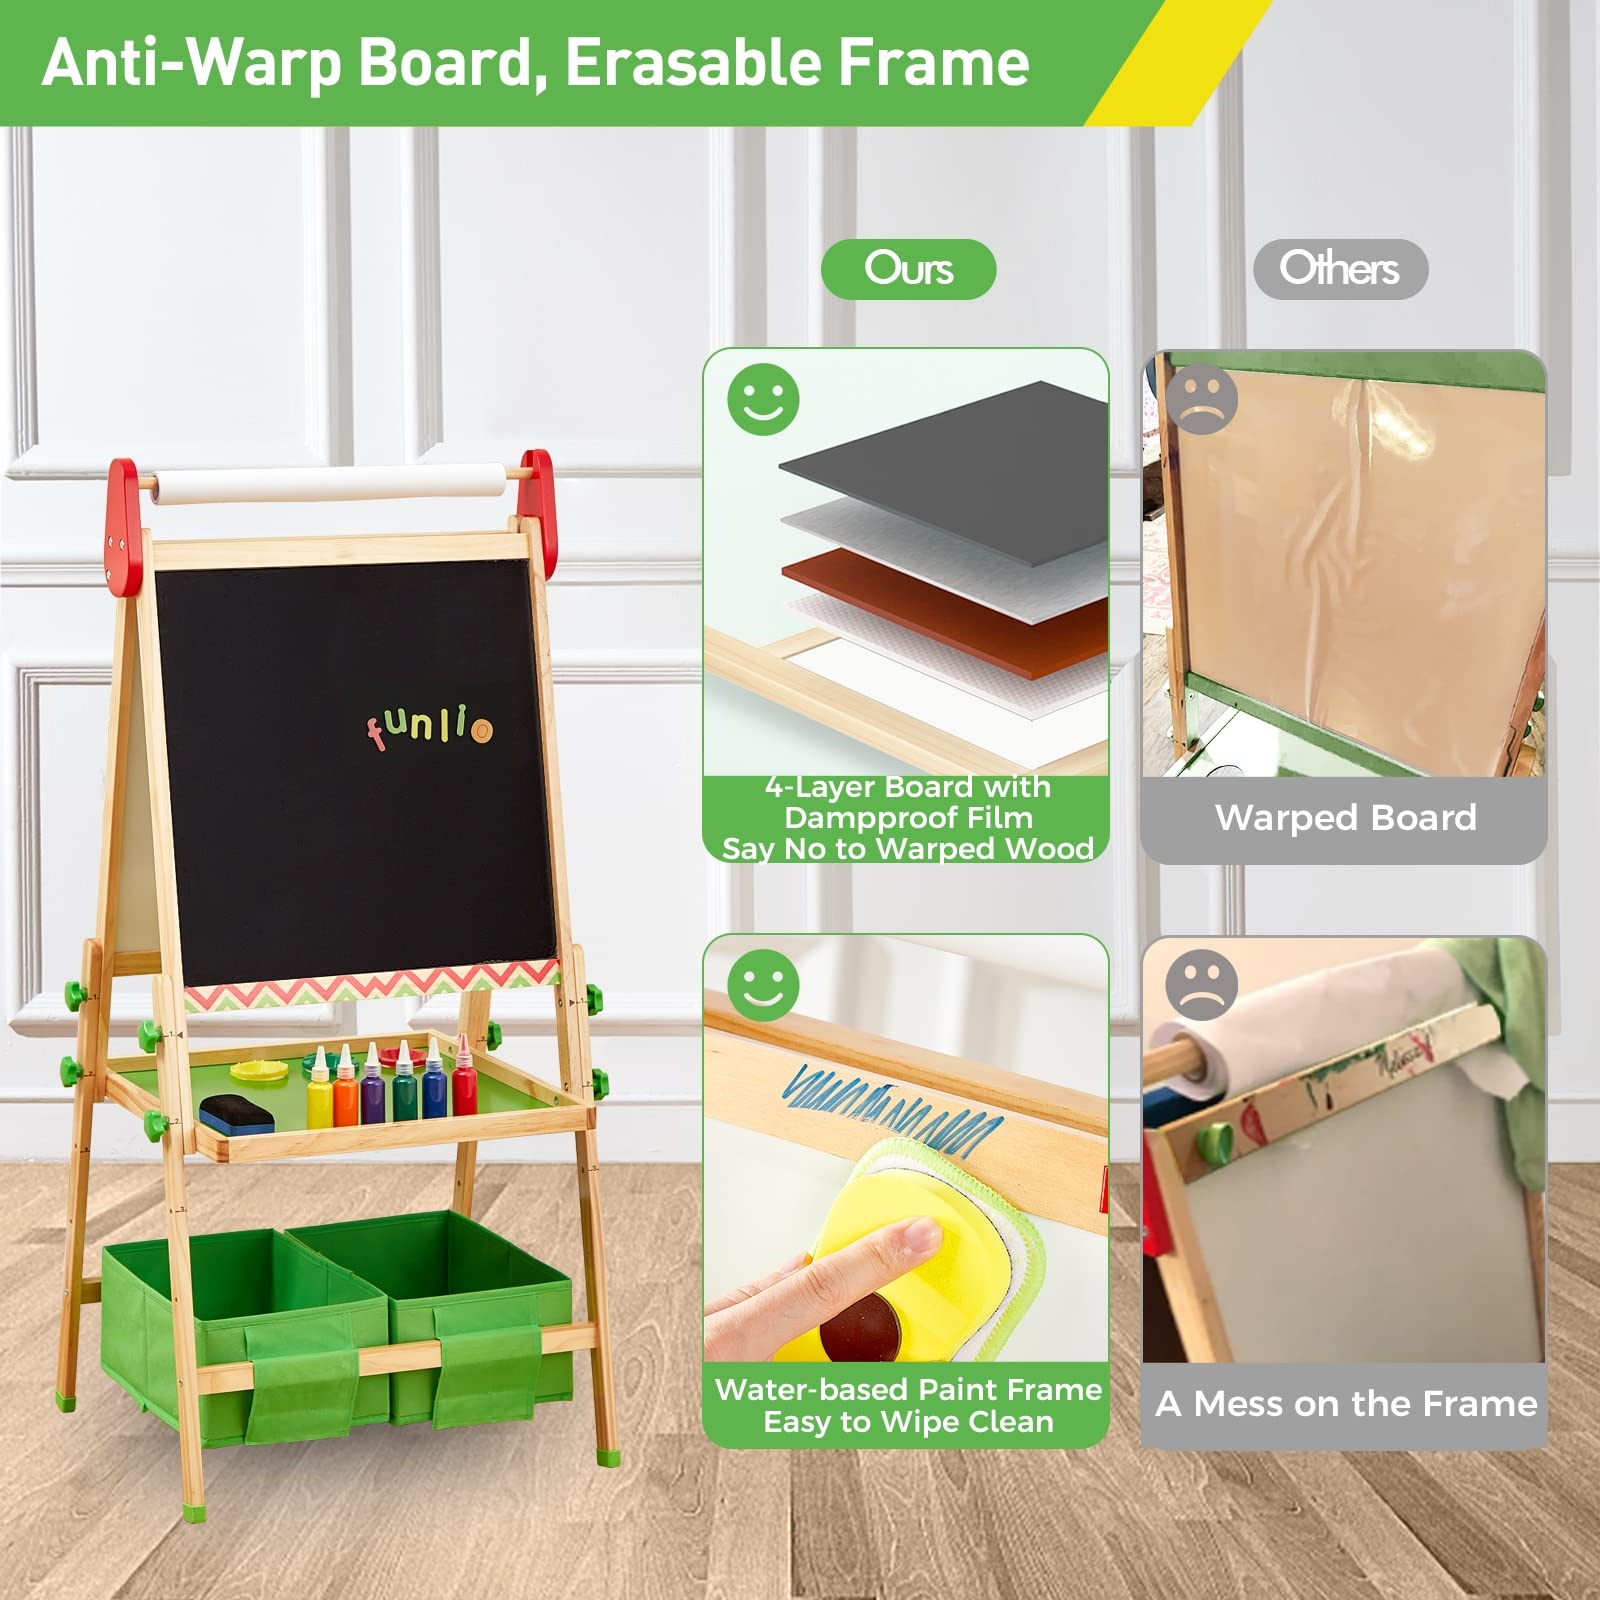 Anti-Warp Board, Erasable Frame
Ours
Others
funlio
4-Layer Board with
Dampproof Film
Say No to Warped Wood
Warped Board
Water-based Paint Frame
Easy to Wipe Clean
A Mess on the Frame